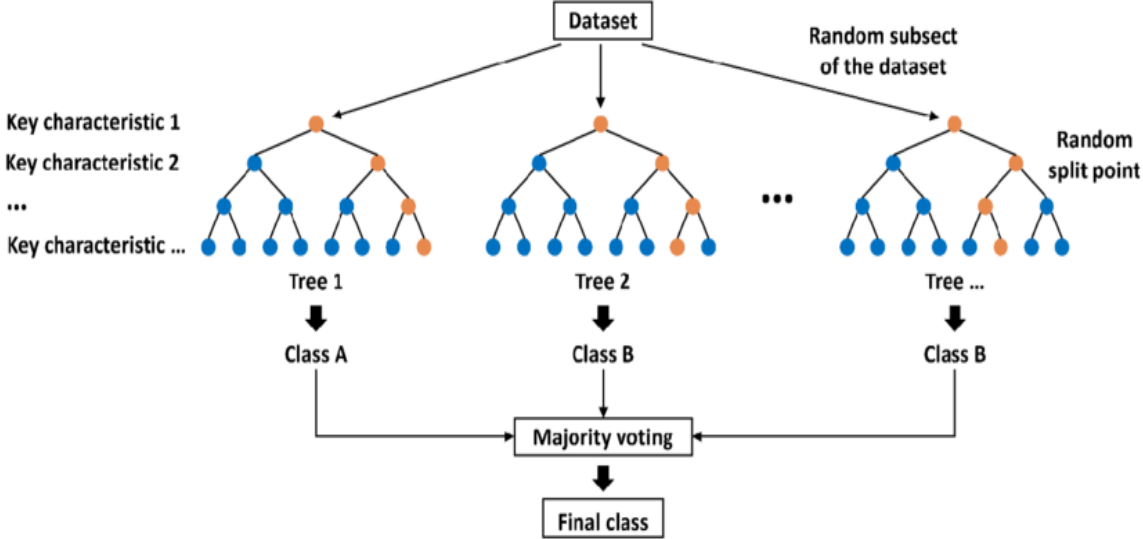 Dataset
Random subsect
of the dataset
Key characteristic 1
Key characteristic 2
Random
split point
...
...
Key characteristic ...
Tree 1
Tree 2
Tree ...
Class A
Class B
Class B
Majority voting
Final class